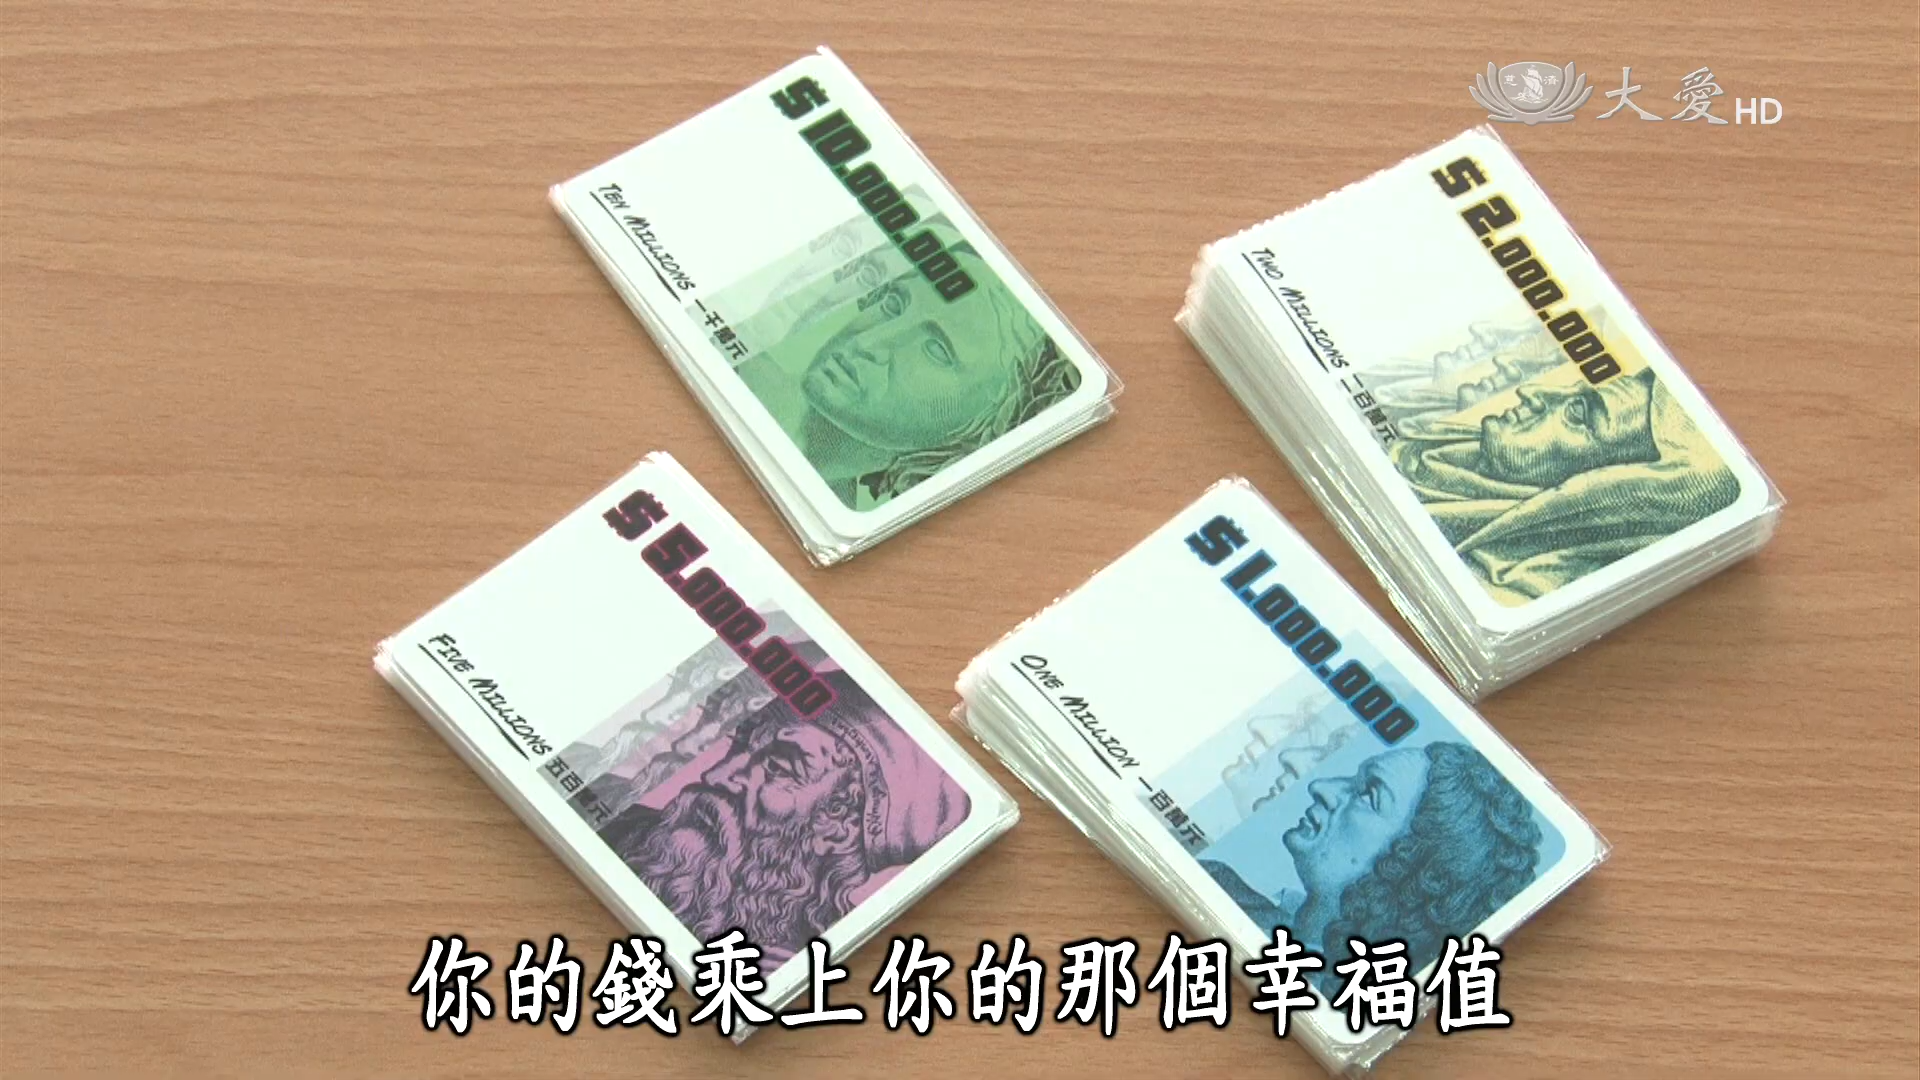 慈濟
大愛HD
$10.000.000
TEN MILLIONS 一千萬元
$2.000.000
TWO MILLIONS 二百萬元
$5.000.000
FIVE MILLIONS 五百萬元
$1.000.000
ONE MILLION 一百萬元
你的錢乘上你的那個幸福值